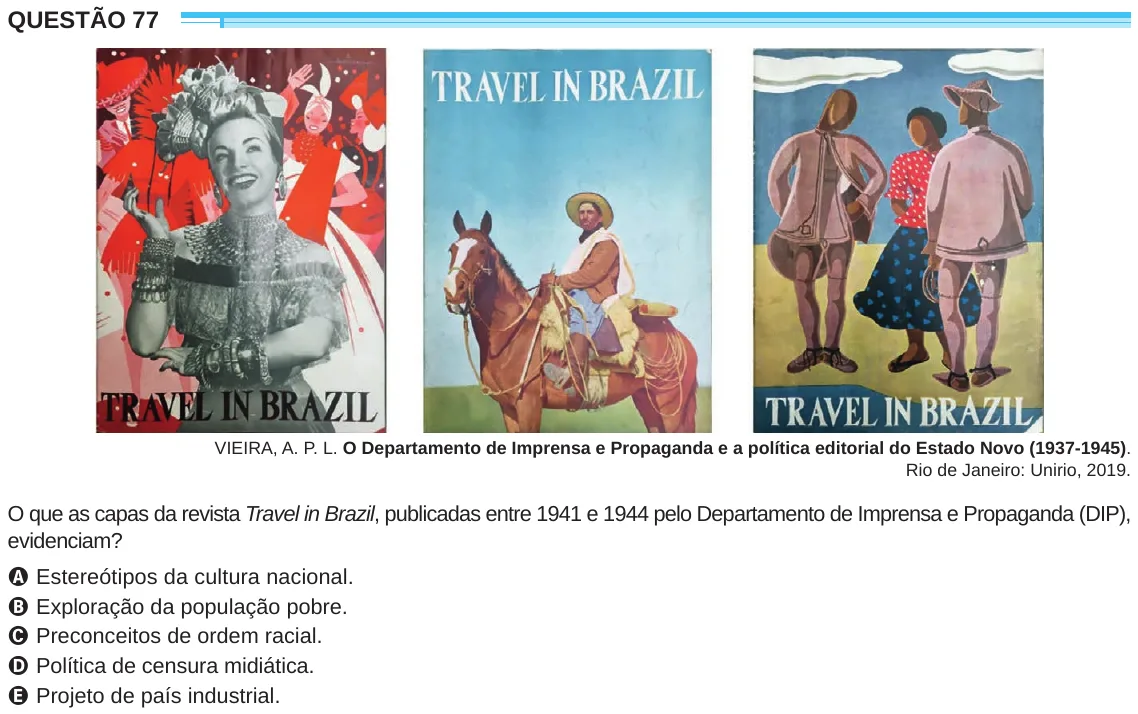 QUESTÃO 77
TRAVEL IN BRAZIL
TRAVEL IN BRAZIL
TRAVEL IN BRAZIL
VIEIRA, A. P. L. O Departamento de Imprensa e Propaganda e a política editorial do Estado Novo (1937-1945).
Rio de Janeiro: Unirio, 2019.
O que as capas da revista Travel in Brazil, publicadas entre 1941 e 1944 pelo Departamento de Imprensa e Propaganda (DIP),
evidenciam?
A Estereótipos da cultura nacional.
B Exploração da população pobre.
C Preconceitos de ordem racial.
D Política de censura midiática.
E Projeto de país industrial.